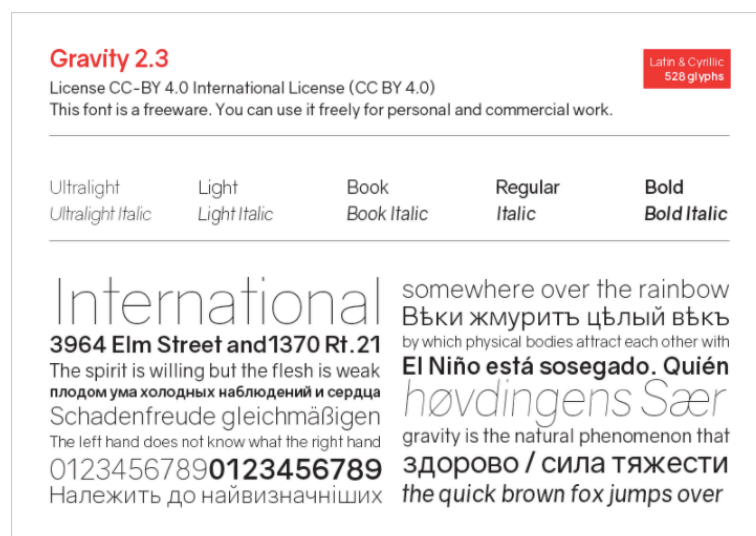 Gravity 2.3
License CC-BY 4.0 International License (CC BY 4.0)
This font is a freeware. You can use it freely for personal and commercial work.
Latin & Cyrillic
528 glyphs
Ultralight Light Book Regular Bold
Ultralight Italic Light Italic Book Italic Italic Bold Italic
International
3964 Elm Street and1370 Rt.21
The spirit is willing but the flesh is weak
плодом ума холодных наблюдений и сердца
Schadenfreude gleichmäßigen
The left hand does not know what the right hand
01234567890123456789
Належить до найвизначніших
somewhere over the rainbow
Вѣки жмуритъ цѣлый вѣкъ
by which physical bodies attract each other with
El Niño está sosegado. Quién
høvdingens Sær
gravity is the natural phenomenon that
здорово / сила тяжести
the quick brown fox jumps over